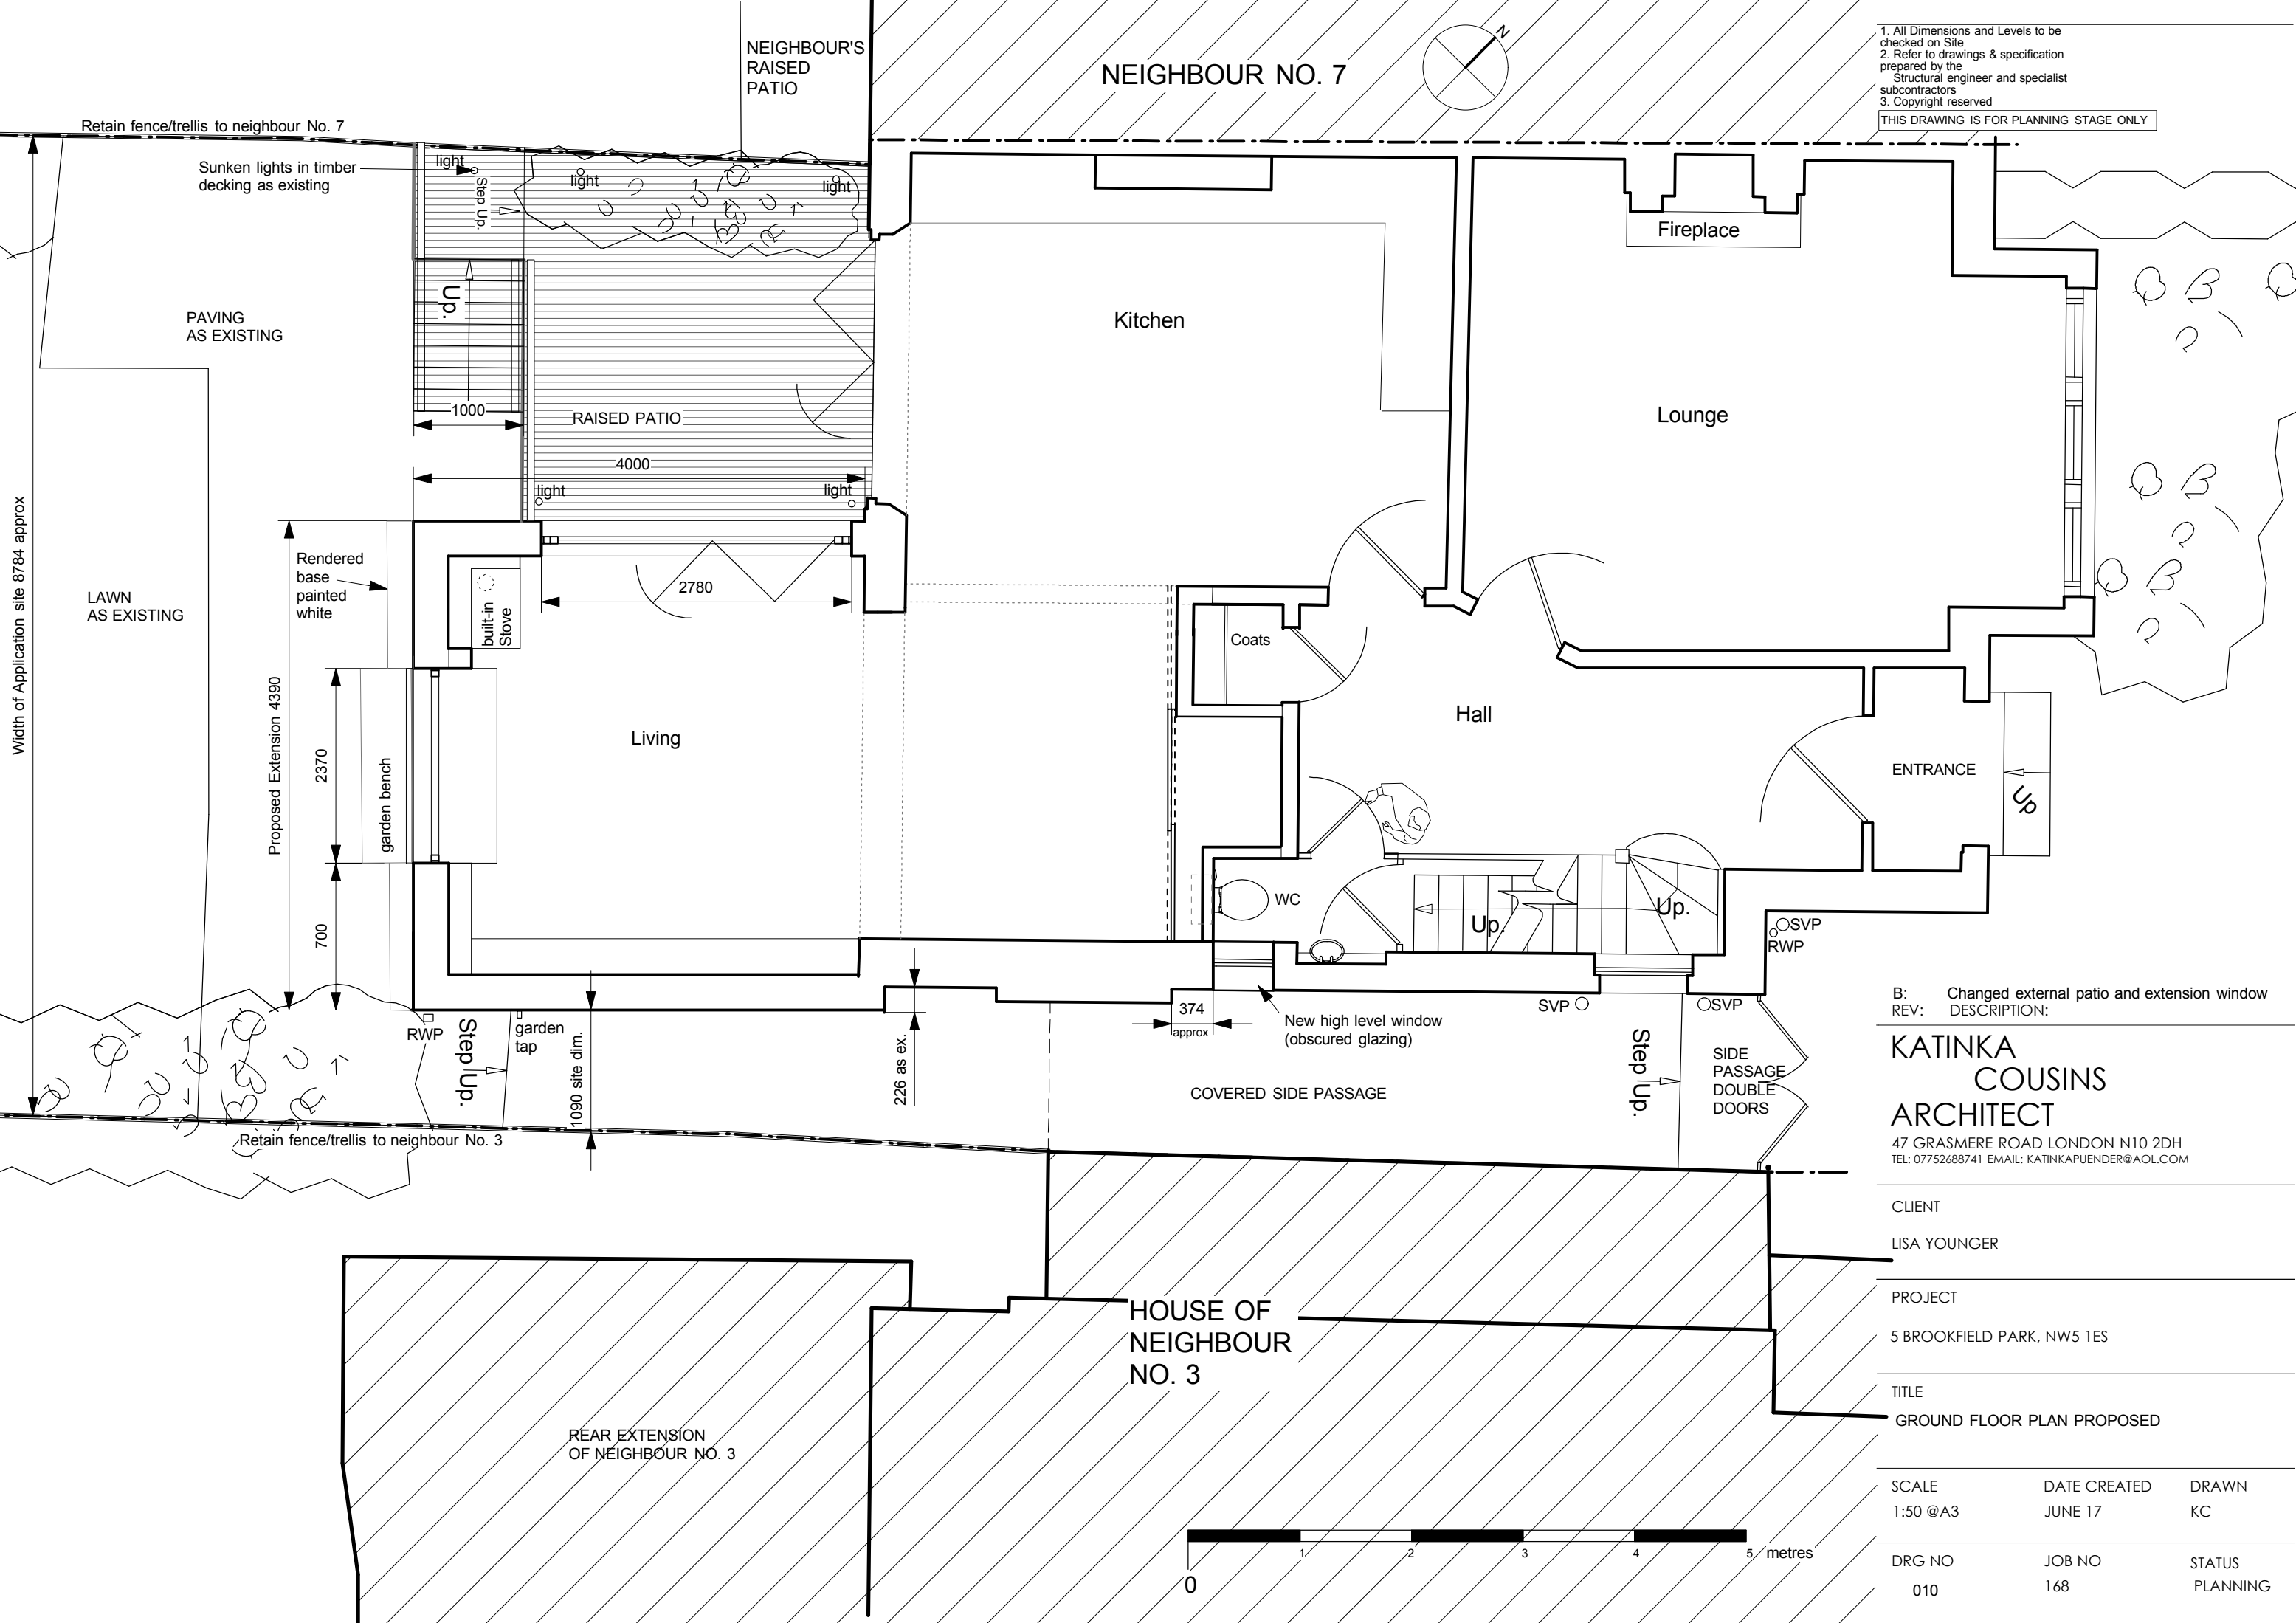 NEIGHBOUR'S
RAISED
PATIO
NEIGHBOUR NO. 7
N
1. All Dimensions and Levels to be
checked on Site
2. Refer to drawings & specification
prepared by the
Structural engineer and specialist
subcontractors
3. Copyright reserved
THIS DRAWING IS FOR PLANNING STAGE ONLY
Retain fence/trellis to neighbour No. 7
Sunken lights in timber
decking as existing
light
light
light
Step Up.
Fireplace
Up.
PAVING
AS EXISTING
Kitchen
1000
RAISED PATIO
Lounge
4000
light
light
Width of Application site 8784 approx
Rendered
base
painted
white
LAWN
AS EXISTING
2780
built-in
Stove
Coats
Proposed Extension 4390
Living
Hall
2370
garden bench
ENTRANCE
Up
WC
Up.
Up.
700
SVP
RWP
RWP
Step Up.
garden
tap
1090 site dim.
226 as ex.
374
approx
New high level window
(obscured glazing)
SVP
SVP
Step Up.
SIDE
PASSAGE
DOUBLE
DOORS
COVERED SIDE PASSAGE
Retain fence/trellis to neighbour No. 3
B: Changed external patio and extension window
REV: DESCRIPTION:
KATINKA
COUSINS
ARCHITECT
47 GRASMERE ROAD LONDON N10 2DH
TEL: 07752688741 EMAIL: KATINKAPUENDER@AOL.COM
CLIENT
LISA YOUNGER
PROJECT
5 BROOKFIELD PARK, NW5 1ES
TITLE
GROUND FLOOR PLAN PROPOSED
HOUSE OF
NEIGHBOUR
NO. 3
REAR EXTENSION
OF NEIGHBOUR NO. 3
SCALE DATE CREATED DRAWN
1:50 @A3 JUNE 17 KC
DRG NO JOB NO STATUS
010 168 PLANNING
0 1 2 3 4 5 metres